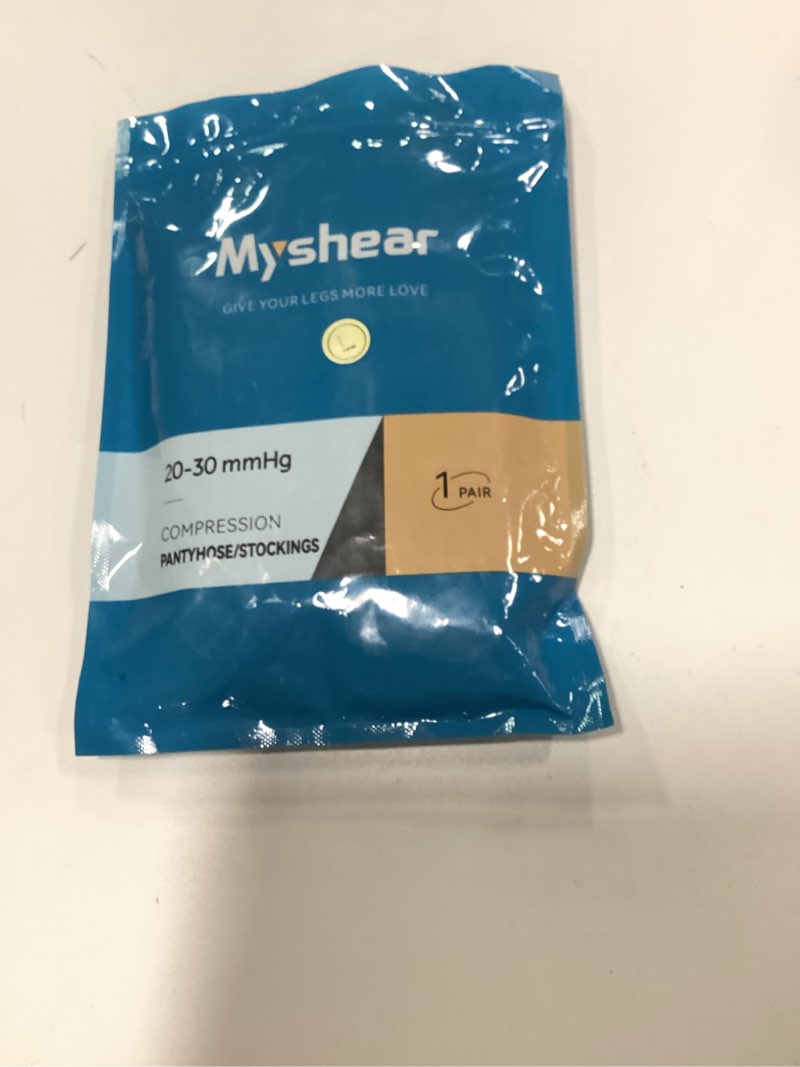 Myshear
GIVE YOUR LEGS MORE LOVE
20-30 mmHg
COMPRESSION
PANTYHOSE/STOCKINGS
1 PAIR